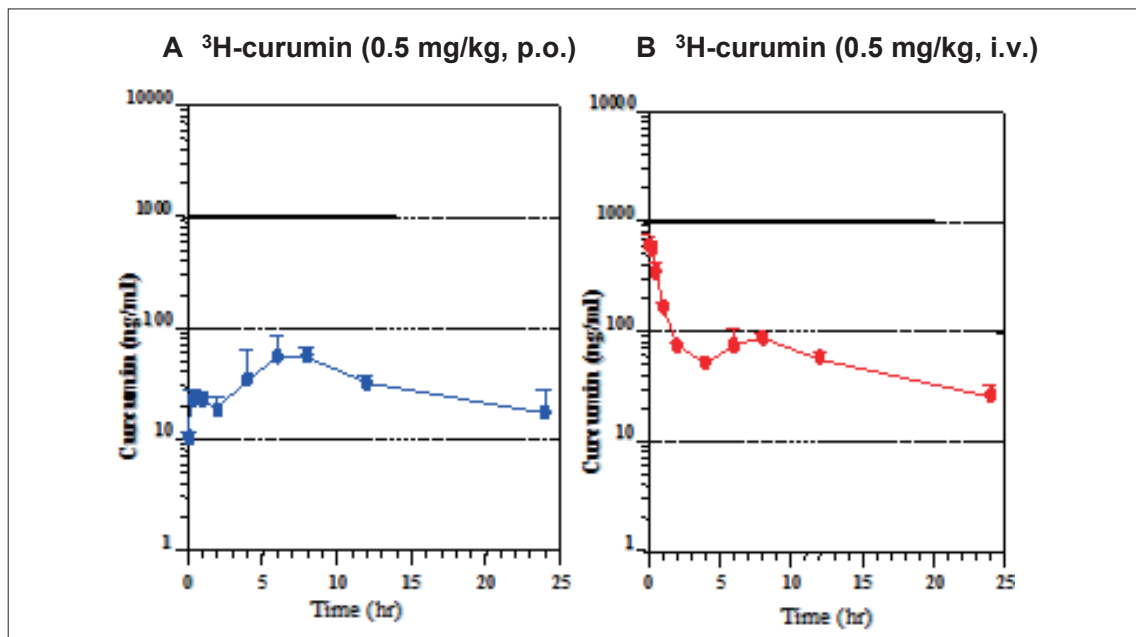 A ³H-curumin (0.5 mg/kg, p.o.)
B ³H-curumin (0.5 mg/kg, i.v.)
Curcumin (ng/ml)
10000
1000
100
10
1
0 5 10 15 20 25
Time (hr)
Curcumin (ng/ml)
10000
1000
100
10
1
0 5 10 15 20 25
Time (hr)